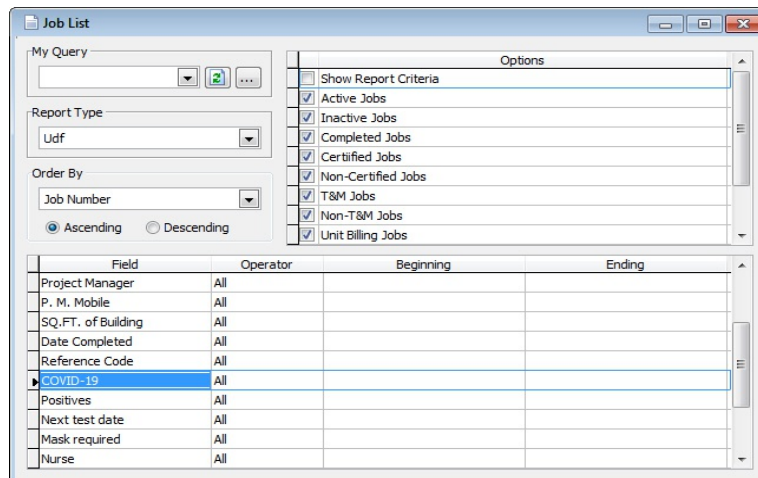 Job List
My Query
...
Report Type
Udf
Order By
Job Number
Ascending Descending
Options
Show Report Criteria
Active Jobs
Inactive Jobs
Completed Jobs
Certiified Jobs
Non-Certified Jobs
T&M Jobs
Non-T&M Jobs
Unit Billing Jobs
Field Operator Beginning Ending
Project Manager All
P. M. Mobile All
SQ.FT. of Building All
Date Completed All
Reference Code All
COVID-19 All
Positives All
Next test date All
Mask required All
Nurse All